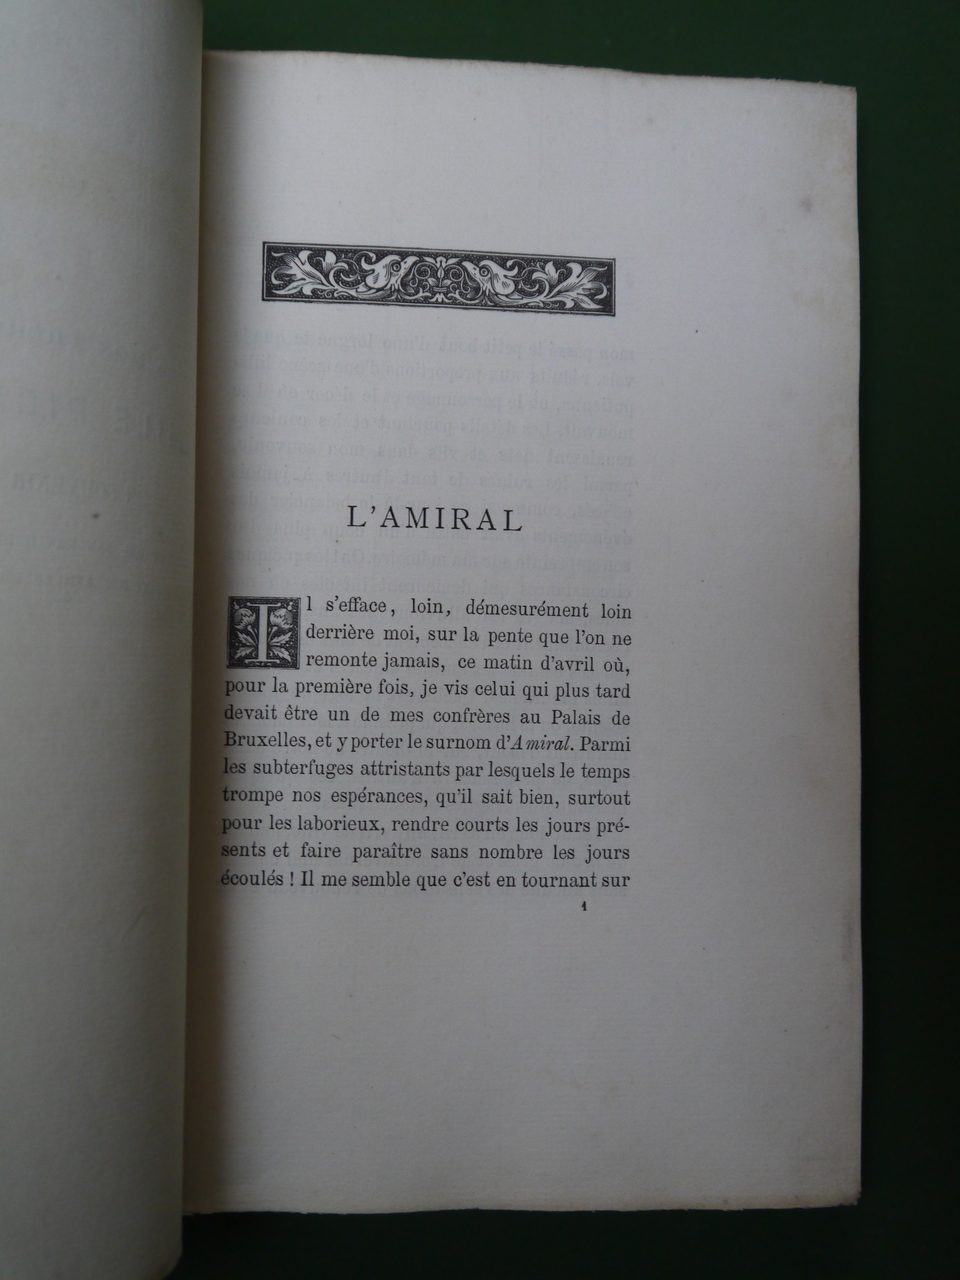 L'AMIRAL
Il s'efface, loin, démesurément loin
derrière moi, sur la pente que l'on ne
remonte jamais, ce matin d'avril où,
pour la première fois, je vis celui qui plus tard
devait être un de mes confrères au Palais de
Bruxelles, et y porter le surnom d'Amiral. Parmi
les subterfuges attristants par lesquels le temps
trompe nos espérances, qu'il sait bien, surtout
pour les laborieux, rendre courts les jours pré-
sents et faire paraître sans nombre les jours
écoulés ! Il me semble que c'est en tournant sur
1